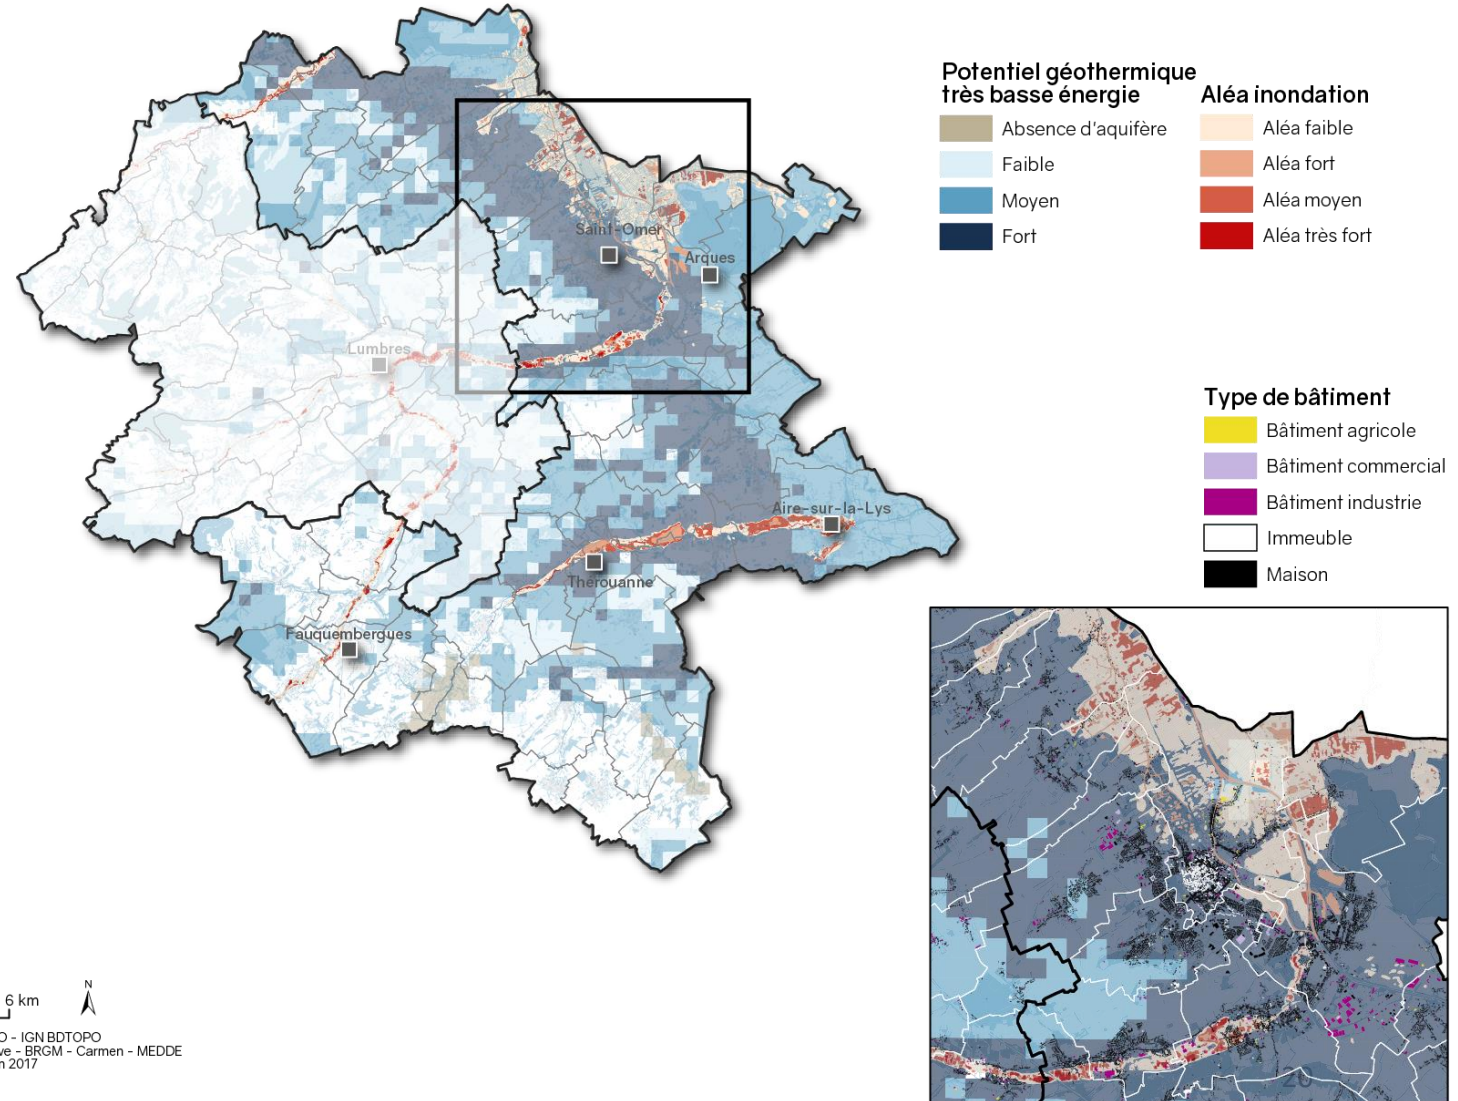 Potentiel géothermique
très basse énergie
Absence d'aquifère
Faible
Moyen
Fort
Aléa inondation
Aléa faible
Aléa fort
Aléa moyen
Aléa très fort
Saint-Omer
Arques
Lumbres
Aire-sur-la-Lys
Thérouanne
Fauquembergues
Type de bâtiment
Bâtiment agricole
Bâtiment commercial
Bâtiment industrie
Immeuble
Maison
N
6 km
O - IGN BDTOPO
ve - BRGM - Carmen - MEDDE
n 2017
20